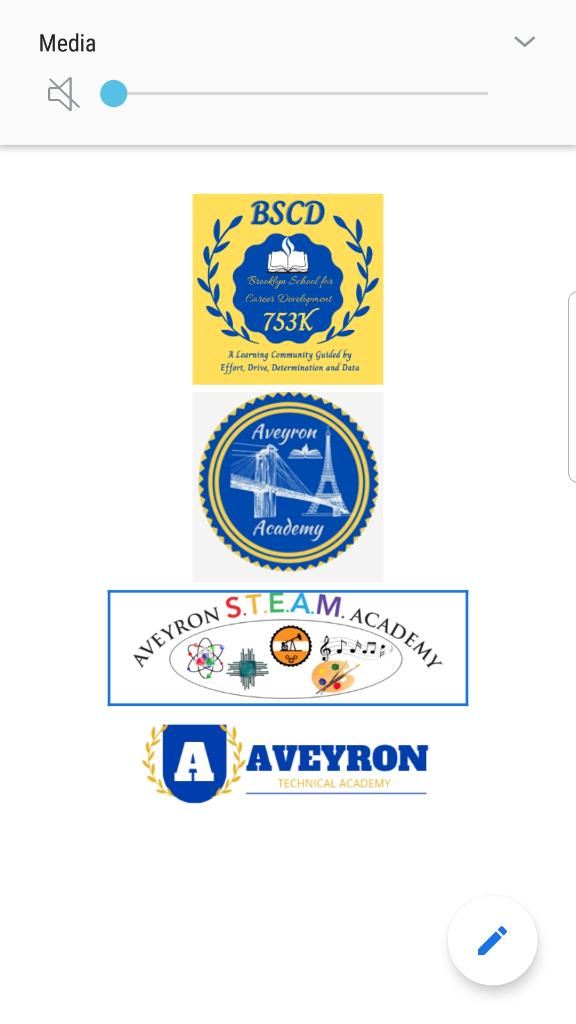 Media
BSCD
Brooklyn School for
Career Development
753K
A Learning Community Guided by
Effort, Drive, Determination and Data
Aveyron
Academy
AVEYRON S.T.E.A.M. ACADEMY
A AVEYRON
TECHNICAL ACADEMY